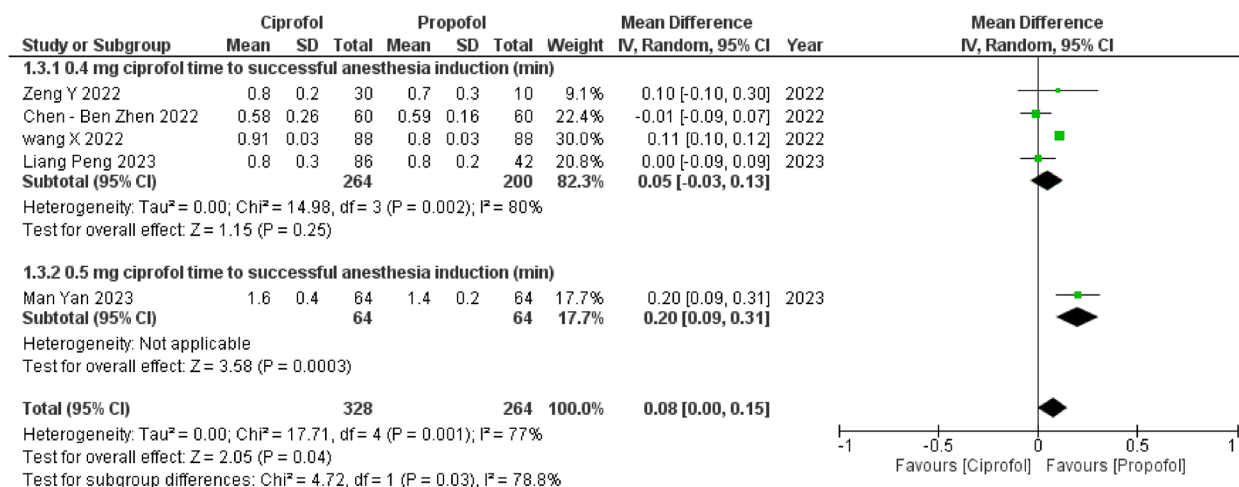 Ciprofol Propofol Mean Difference Mean Difference
Study or Subgroup Mean SD Total Mean SD Total Weight IV, Random, 95% CI Year IV, Random, 95% CI
1.3.1 0.4 mg ciprofol time to successful anesthesia induction (min)
Zeng Y 2022 0.8 0.2 30 0.7 0.3 10 9.1% 0.10 [-0.10, 0.30] 2022
Chen - Ben Zhen 2022 0.58 0.26 60 0.59 0.16 60 22.4% -0.01 [-0.09, 0.07] 2022
wang X 2022 0.91 0.03 88 0.8 0.03 88 30.0% 0.11 [0.10, 0.12] 2022
Liang Peng 2023 0.8 0.3 86 0.8 0.2 42 20.8% 0.00 [-0.09, 0.09] 2023
Subtotal (95% CI) 264 200 82.3% 0.05 [-0.03, 0.13]
Heterogeneity: Tau² = 0.00; Chi² = 14.98, df = 3 (P = 0.002); I² = 80%
Test for overall effect: Z = 1.15 (P = 0.25)
1.3.2 0.5 mg ciprofol time to successful anesthesia induction (min)
Man Yan 2023 1.6 0.4 64 1.4 0.2 64 17.7% 0.20 [0.09, 0.31] 2023
Subtotal (95% CI) 64 64 17.7% 0.20 [0.09, 0.31]
Heterogeneity: Not applicable
Test for overall effect: Z = 3.58 (P = 0.0003)
Total (95% CI) 328 264 100.0% 0.08 [0.00, 0.15]
Heterogeneity: Tau² = 0.00; Chi² = 17.71, df = 4 (P = 0.001); I² = 77%
Test for overall effect: Z = 2.05 (P = 0.04)
Test for subgroup differences: Chi² = 4.72, df = 1 (P = 0.03), I² = 78.8%
-1 -0.5 0 0.5 1
Favours [Ciprofol] Favours [Propofol]